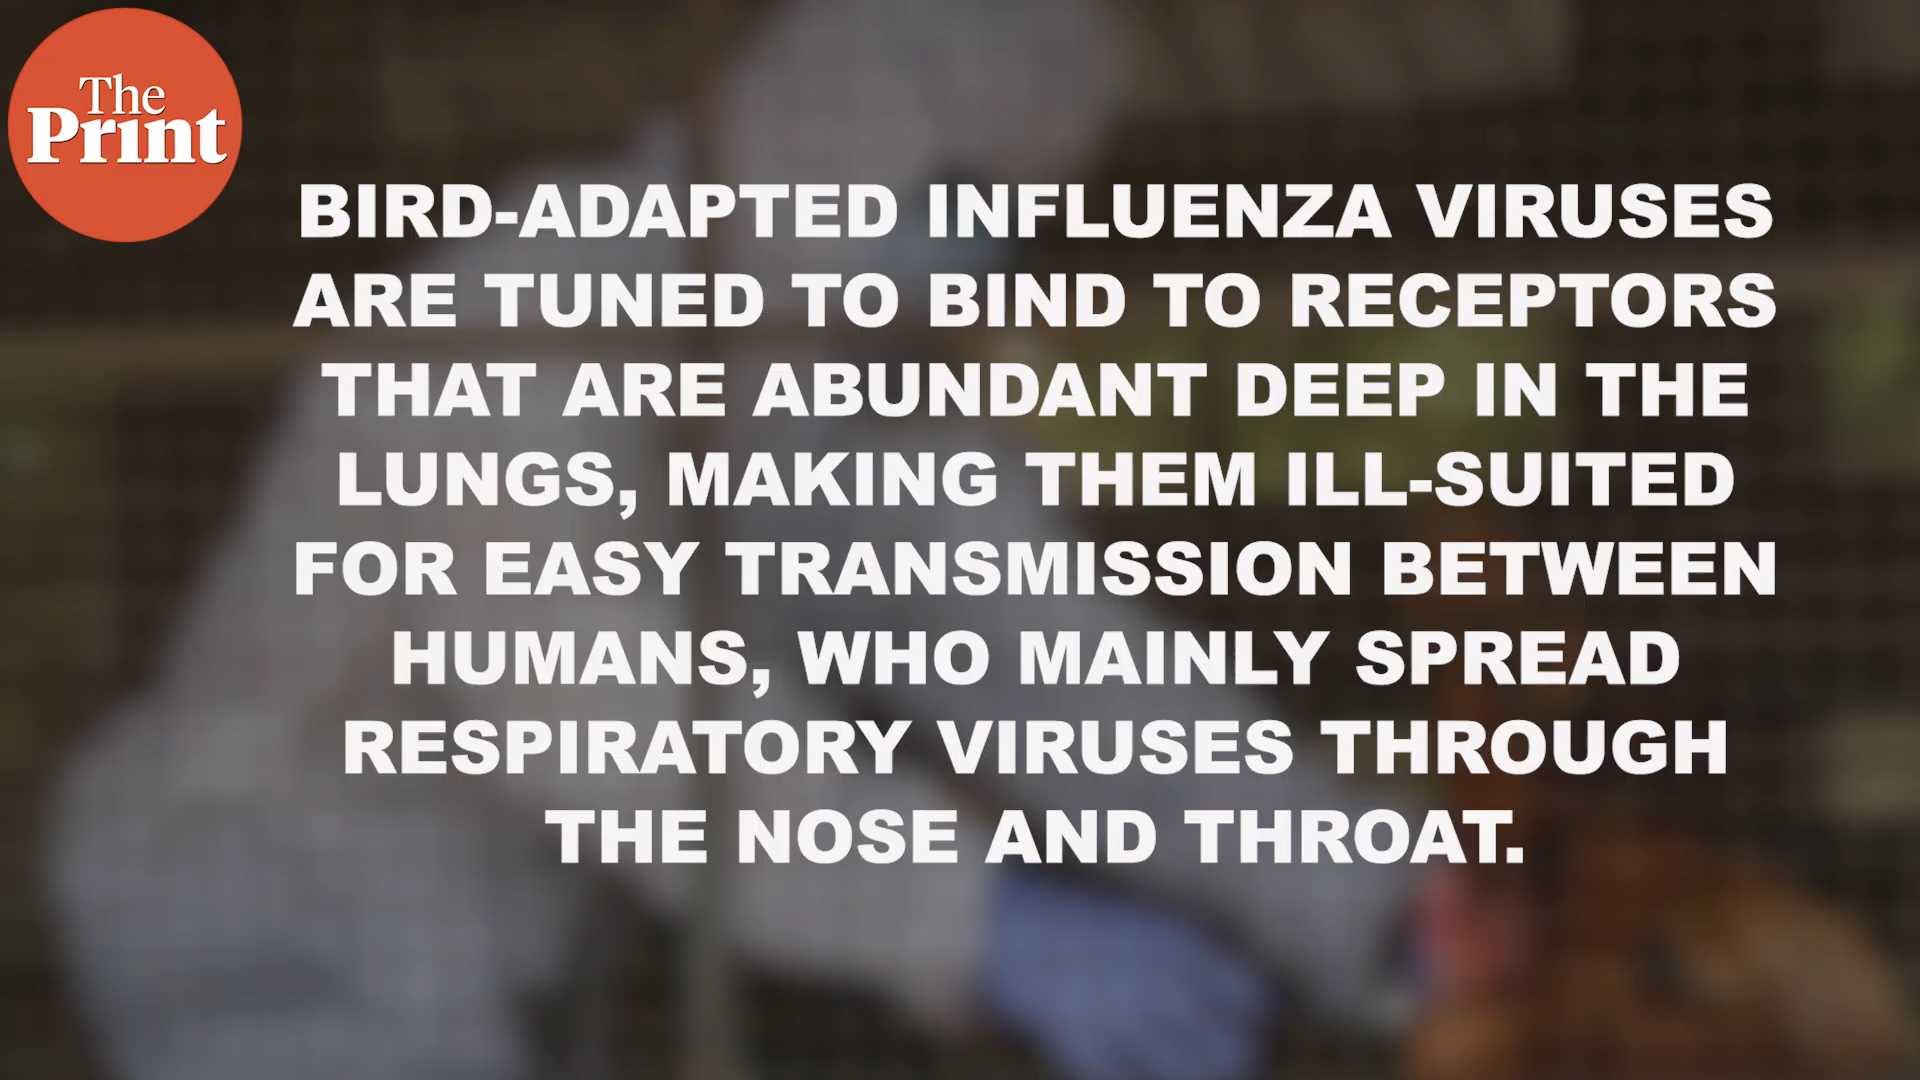 The
Print
BIRD-ADAPTED INFLUENZA VIRUSES
ARE TUNED TO BIND TO RECEPTORS
THAT ARE ABUNDANT DEEP IN THE
LUNGS, MAKING THEM ILL-SUITED
FOR EASY TRANSMISSION BETWEEN
HUMANS, WHO MAINLY SPREAD
RESPIRATORY VIRUSES THROUGH
THE NOSE AND THROAT.